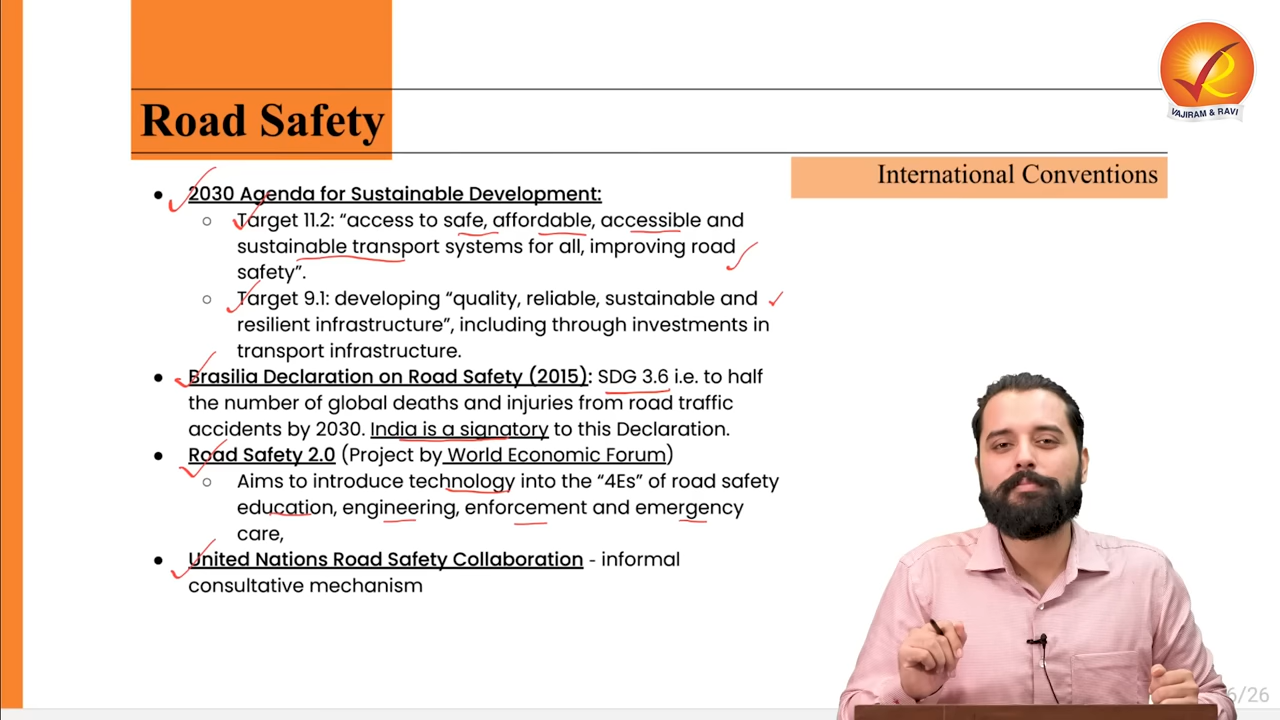 VAJIRAM & RAVI
Road Safety
International Conventions
• 2030 Agenda for Sustainable Development:
○ Target 11.2: “access to safe, affordable, accessible and
sustainable transport systems for all, improving road
safety”.
○ Target 9.1: developing “quality, reliable, sustainable and
resilient infrastructure”, including through investments in
transport infrastructure.
• Brasilia Declaration on Road Safety (2015): SDG 3.6 i.e. to half
the number of global deaths and injuries from road traffic
accidents by 2030. India is a signatory to this Declaration.
• Road Safety 2.0 (Project by World Economic Forum)
○ Aims to introduce technology into the “4Es” of road safety
education, engineering, enforcement and emergency
care,
• United Nations Road Safety Collaboration - informal
consultative mechanism
6/26